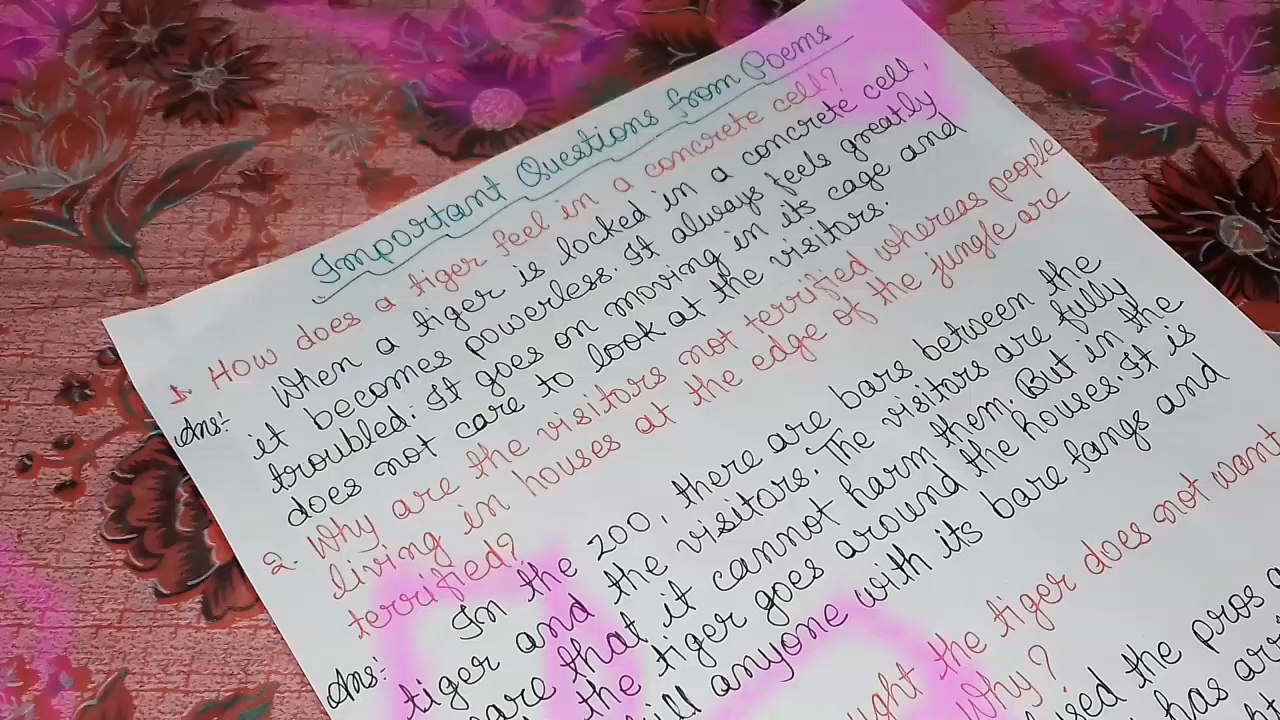 Important Questions from Poems
1. How does a tiger feel in a concrete cell?
Ans: When a tiger is locked in a concrete cell,
it becomes powerless. It always feels greatly
troubled. It goes on moving in its cage and
does not care to look at the visitors.
2. Why are the visitors not terrified whereas people
living in houses at the edge of the jungle are
terrified?
Ans: In the zoo, there are bars between the
tiger and the visitors. The visitors are fully
that it cannot harm them. But in the
the tiger goes around the houses. It is
anyone with its bare fangs and
the tiger does not want
Why?
the pros
has